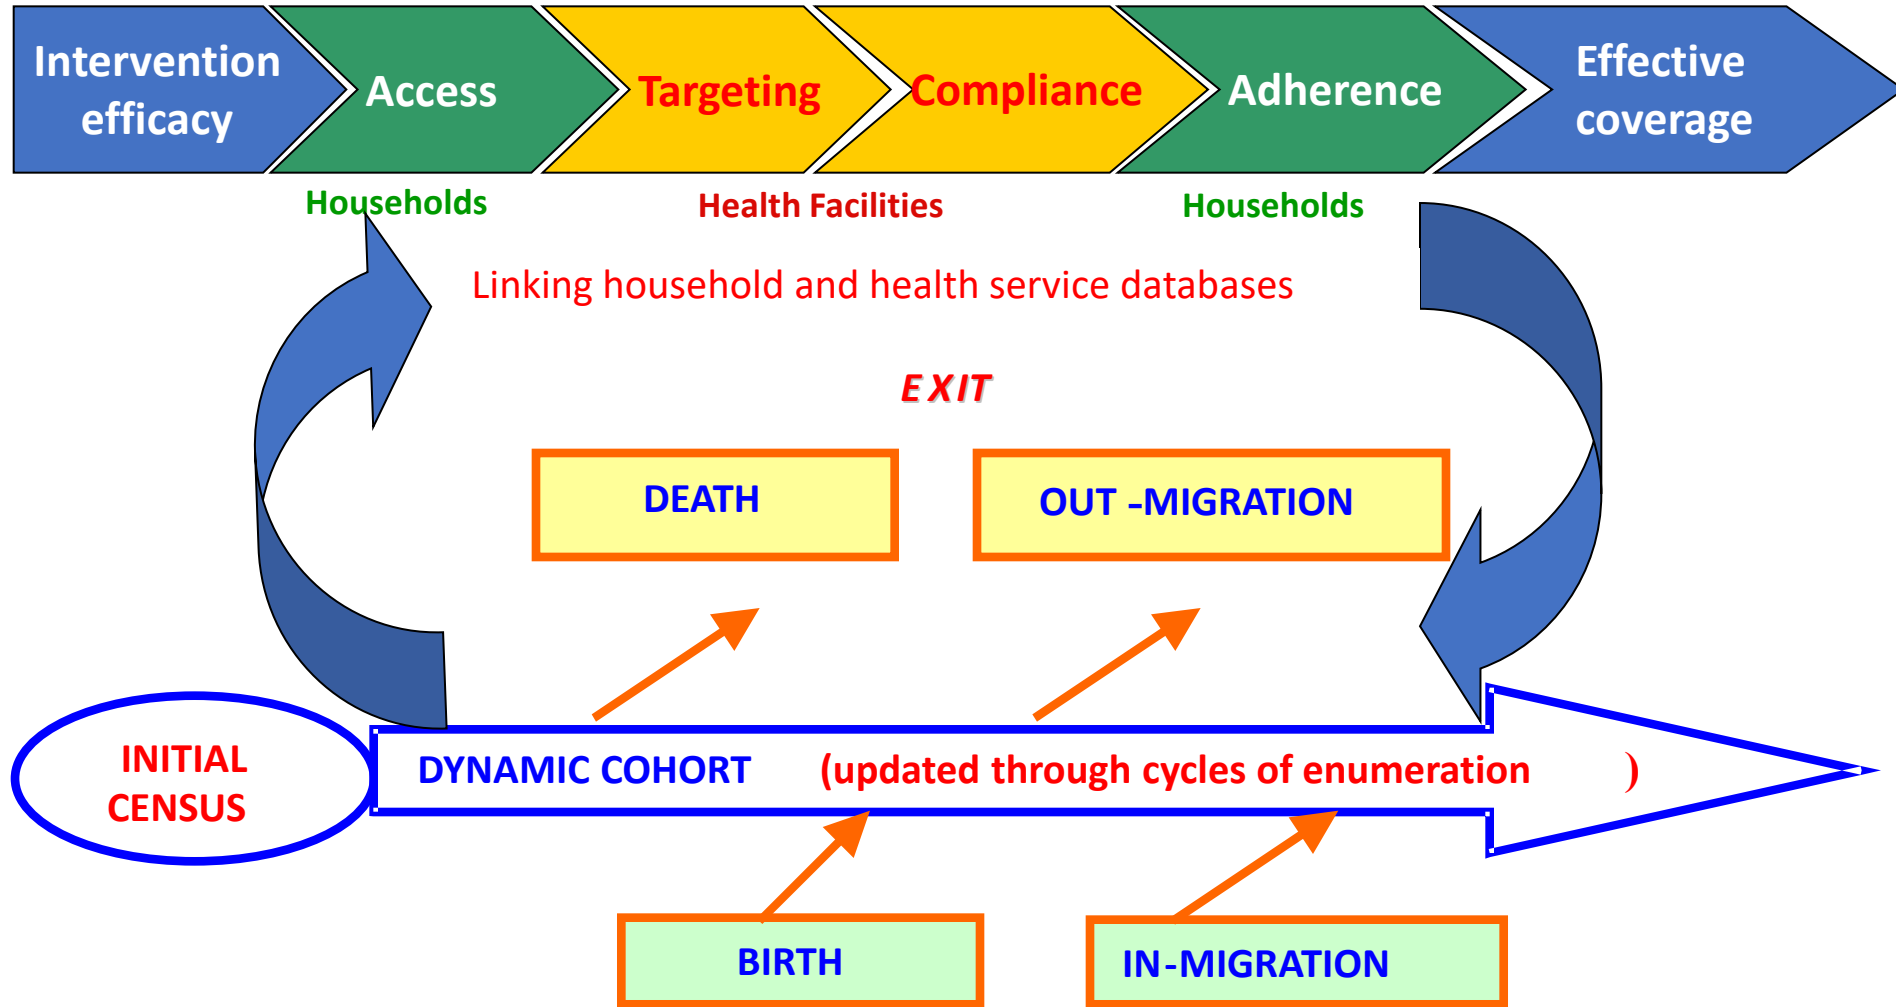 Intervention
efficacy
Access
Targeting
Compliance
Adherence
Effective
coverage
Households
Health Facilities
Households
Linking household and health service databases
EXIT
DEATH
OUT -MIGRATION
INITIAL
CENSUS
DYNAMIC COHORT (updated through cycles of enumeration )
BIRTH
IN-MIGRATION